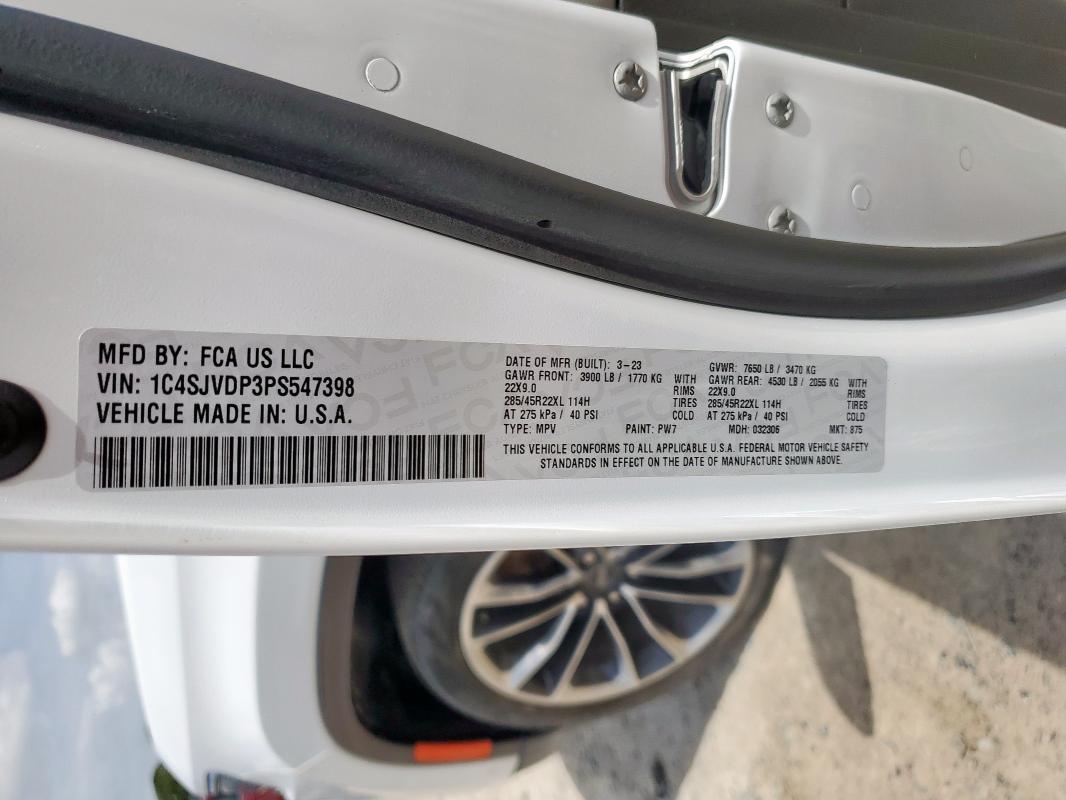 MFD BY: FCA US LLC
VIN: 1C4SJVDP3PS547398
VEHICLE MADE IN: U.S.A.
DATE OF MFR (BUILT): 3-23
GAWR FRONT: 3900 LB / 1770 KG WITH
22X9.0 RIMS
285/45R22XL 114H TIRES
AT 275 kPa / 40 PSI COLD
TYPE: MPV PAINT: PW7
GVWR: 7650 LB / 3470 KG
GAWR REAR: 4530 LB / 2055 KG WITH
22X9.0 RIMS
285/45R22XL 114H TIRES
AT 275 kPa / 40 PSI COLD
MDH: 032306 MKT: 875
THIS VEHICLE CONFORMS TO ALL APPLICABLE U.S.A. FEDERAL MOTOR VEHICLE SAFETY
STANDARDS IN EFFECT ON THE DATE OF MANUFACTURE SHOWN ABOVE.